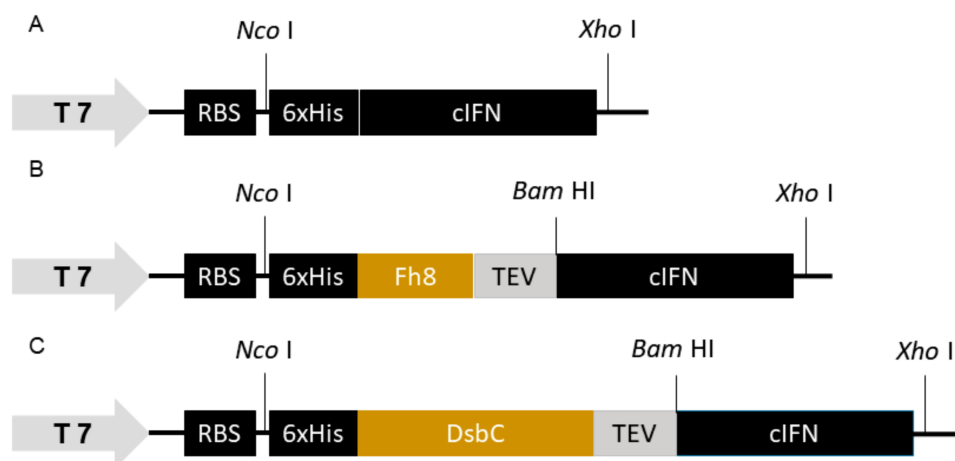 A
Nco I
Xho I
T 7
RBS
6xHis
cIFN
B
Nco I
Bam HI
Xho I
T 7
RBS
6xHis
Fh8
TEV
cIFN
C
Nco I
Bam HI
Xho I
T 7
RBS
6xHis
DsbC
TEV
cIFN